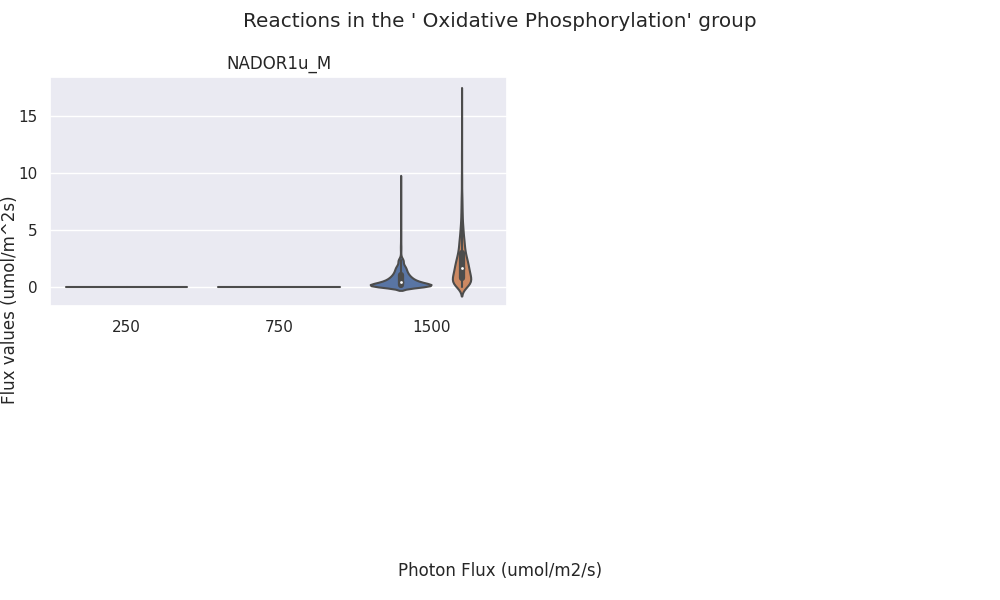 Reactions in the ' Oxidative Phosphorylation' group
NADOR1u_M
15
10
5
0
250 750 1500
Flux values (umol/m^2s)
Photon Flux (umol/m2/s)